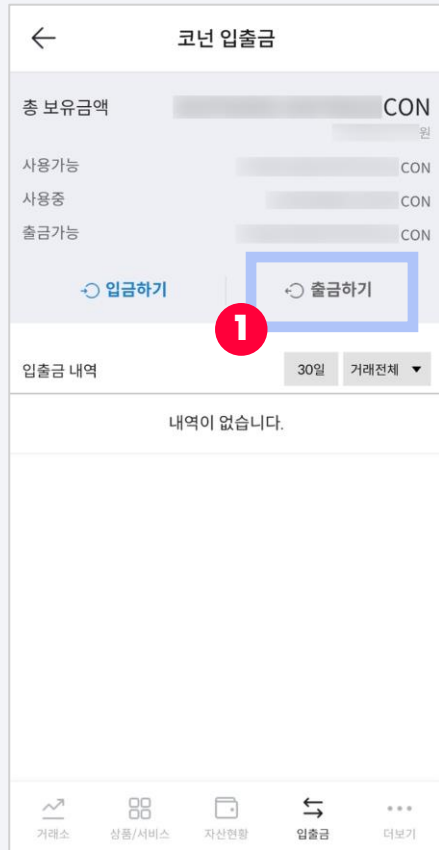 코넌 입출금
총 보유금액 CON
원
사용가능 CON
사용중 CON
출금가능 CON
입금하기 출금하기
1
입출금 내역 30일 거래전체 ▼
내역이 없습니다.
거래소 상품/서비스 자산현황 입출금 더보기